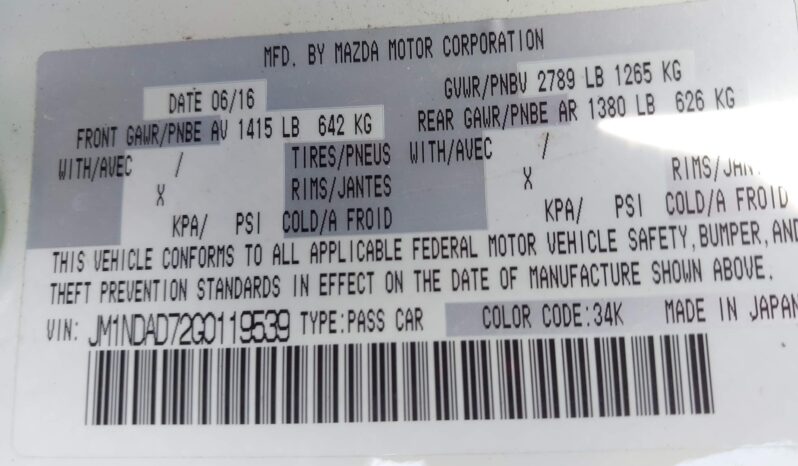 MFD. BY MAZDA MOTOR CORPORATION
DATE 06/16 GVWR/PNBV 2789 LB 1265 KG
FRONT GAWR/PNBE AV 1415 LB 642 KG REAR GAWR/PNBE AR 1380 LB 626 KG
WITH/AVEC / TIRES/PNEUS WITH/AVEC /
X RIMS/JANTES X
KPA/ PSI COLD/A FROID KPA/ PSI COLD/A FROID
THIS VEHICLE CONFORMS TO ALL APPLICABLE FEDERAL MOTOR VEHICLE SAFETY, BUMPER, AND
THEFT PREVENTION STANDARDS IN EFFECT ON THE DATE OF MANUFACTURE SHOWN ABOVE.
VIN: JM1NDAD72G0119539 TYPE:PASS CAR COLOR CODE:34K MADE IN JAPAN